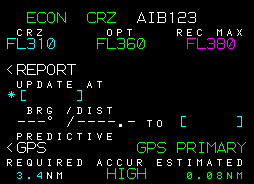 ECON CRZ AIB123
CRZ OPT REC MAX
FL310 FL360 FL380
<REPORT
UPDATE AT
*[ ]
BRG /DIST
---° /----.- TO [ ]
PREDICTIVE
<GPS GPS PRIMARY
REQUIRED ACCUR ESTIMATED
3.4NM HIGH 0.08NM